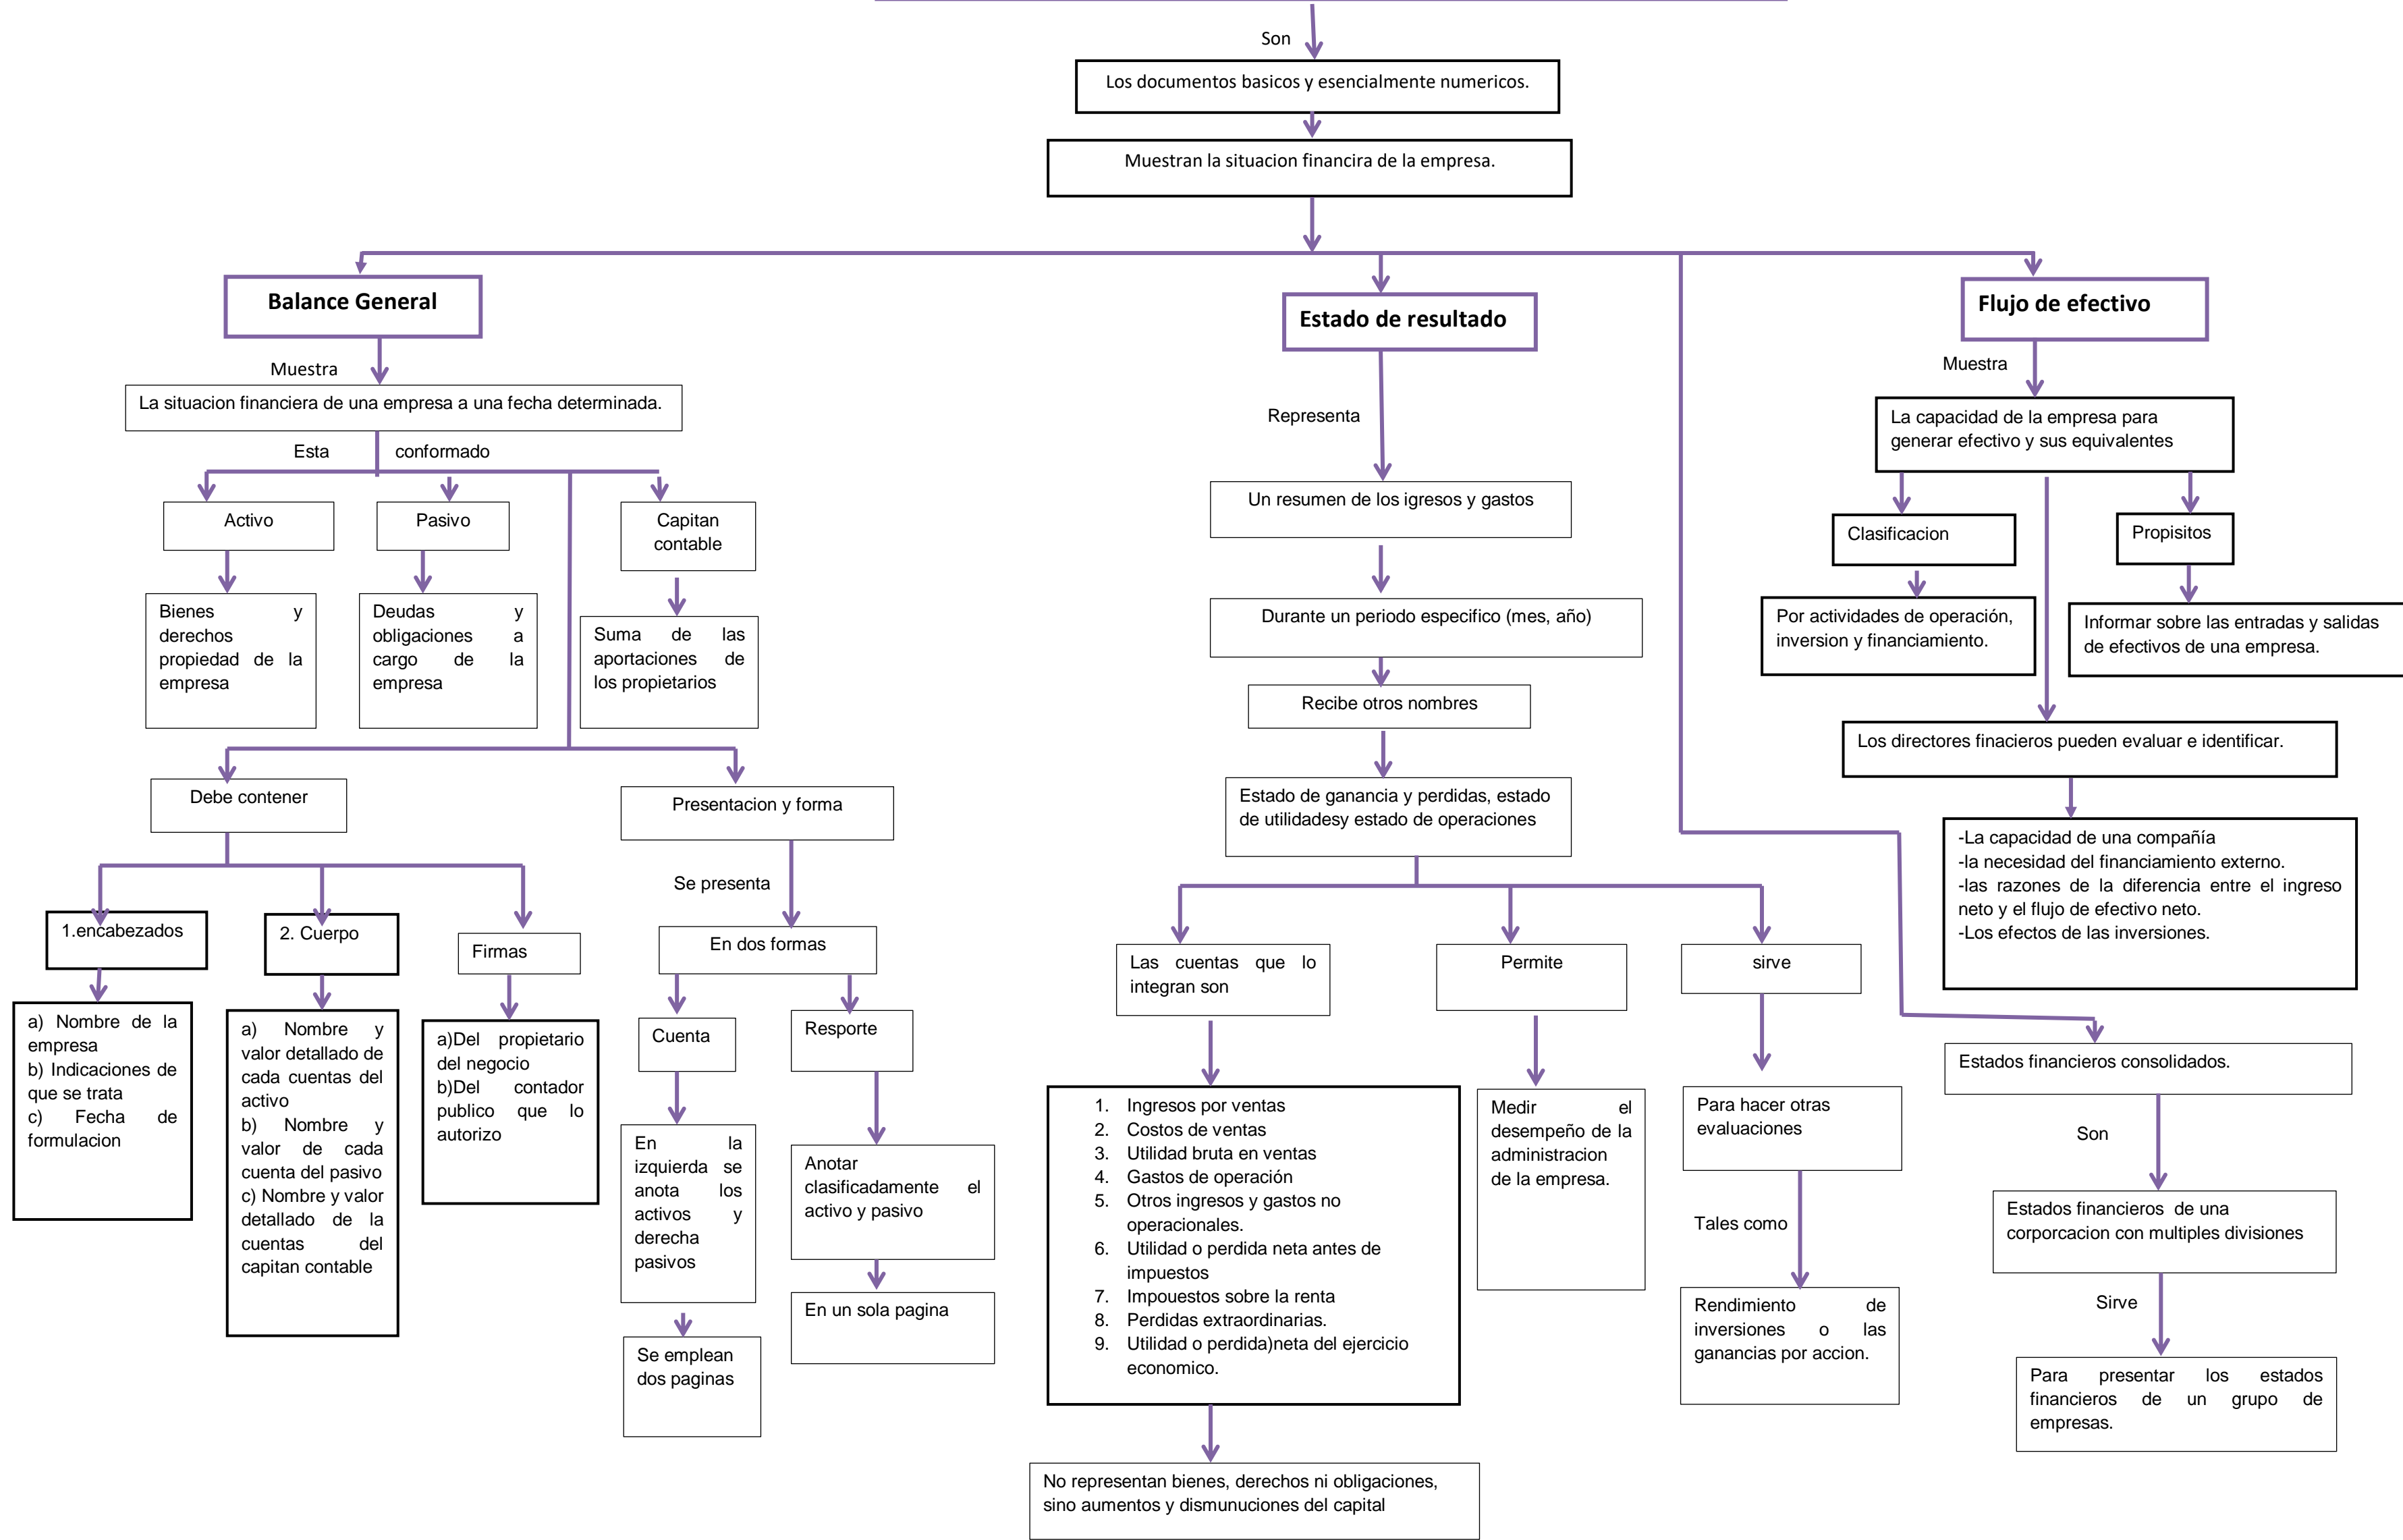 Son
Los documentos basicos y esencialmente numericos.
Muestran la situacion financira de la empresa.
Balance General
Muestra
La situacion financiera de una empresa a una fecha determinada.
Esta conformado
Activo
Bienes y
derechos
propiedad de la
empresa
Pasivo
Deudas y
obligaciones a
cargo de la
empresa
Capitan
contable
Suma de las
aportaciones de
los propietarios
Debe contener
1.encabezados
a) Nombre de la
empresa
b) Indicaciones de
que se trata
c) Fecha de
formulacion
2. Cuerpo
a) Nombre y
valor detallado de
cada cuentas del
activo
b) Nombre y
valor de cada
cuenta del pasivo
c) Nombre y valor
detallado de la
cuentas del
capitan contable
Firmas
a)Del propietario
del negocio
b)Del contador
publico que lo
autorizo
Presentacion y forma
Se presenta
En dos formas
Cuenta
En la
izquierda se
anota los
activos y
derecha
pasivos
Se emplean
dos paginas
Resporte
Anotar
clasificadamente el
activo y pasivo
En un sola pagina
Estado de resultado
Representa
Un resumen de los igresos y gastos
Durante un periodo especifico (mes, año)
Recibe otros nombres
Estado de ganancia y perdidas, estado
de utilidadesy estado de operaciones
Las cuentas que lo
integran son
1. Ingresos por ventas
2. Costos de ventas
3. Utilidad bruta en ventas
4. Gastos de operación
5. Otros ingresos y gastos no
operacionales.
6. Utilidad o perdida neta antes de
impuestos
7. Impouestos sobre la renta
8. Perdidas extraordinarias.
9. Utilidad o perdida)neta del ejercicio
economico.
No representan bienes, derechos ni obligaciones,
sino aumentos y dismunuciones del capital
Permite
Medir el
desempeño de la
administracion
de la empresa.
sirve
Para hacer otras
evaluaciones
Tales como
Rendimiento de
inversiones o las
ganancias por accion.
Flujo de efectivo
Muestra
La capacidad de la empresa para
generar efectivo y sus equivalentes
Clasificacion
Por actividades de operación,
inversion y financiamiento.
Propisitos
Informar sobre las entradas y salidas
de efectivos de una empresa.
Los directores finacieros pueden evaluar e identificar.
-La capacidad de una compañía
-la necesidad del financiamiento externo.
-las razones de la diferencia entre el ingreso
neto y el flujo de efectivo neto.
-Los efectos de las inversiones.
Estados financieros consolidados.
Son
Estados financieros de una
corporcacion con multiples divisiones
Sirve
Para presentar los estados
financieros de un grupo de
empresas.